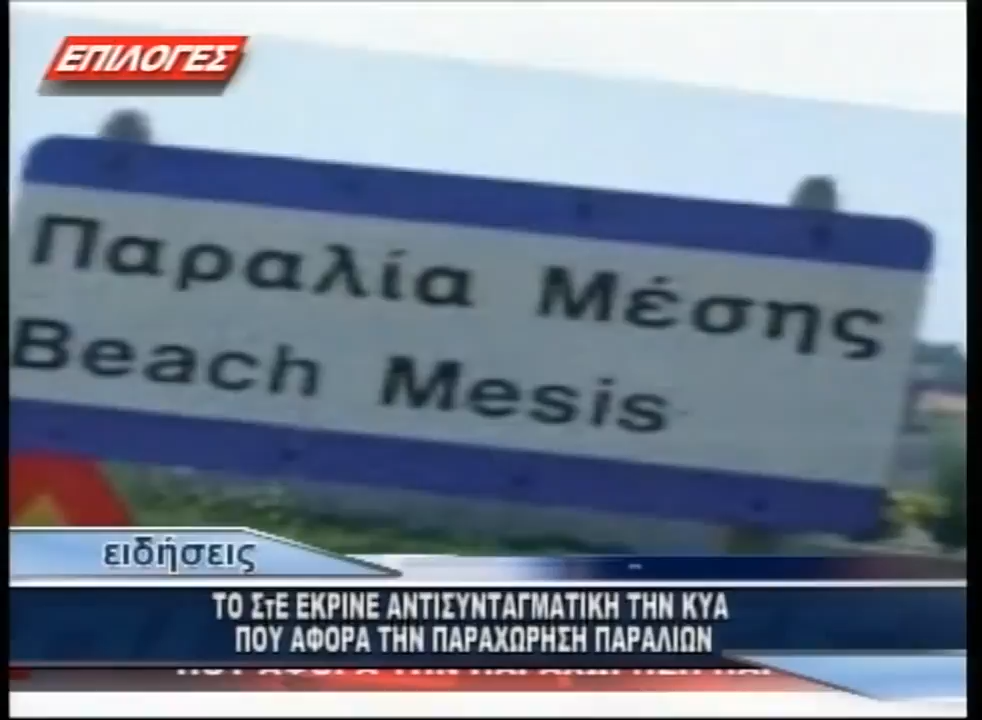 ΕΠΙΛΟΓΕΣ
Παραλία Μέσης
Beach Mesis
ειδήσεις
ΤΟ ΣτΕ ΕΚΡΙΝΕ ΑΝΤΙΣΥΝΤΑΓΜΑΤΙΚΗ ΤΗΝ ΚΥΑ
ΠΟΥ ΑΦΟΡΑ ΤΗΝ ΠΑΡΑΧΩΡΗΣΗ ΠΑΡΑΛΙΩΝ